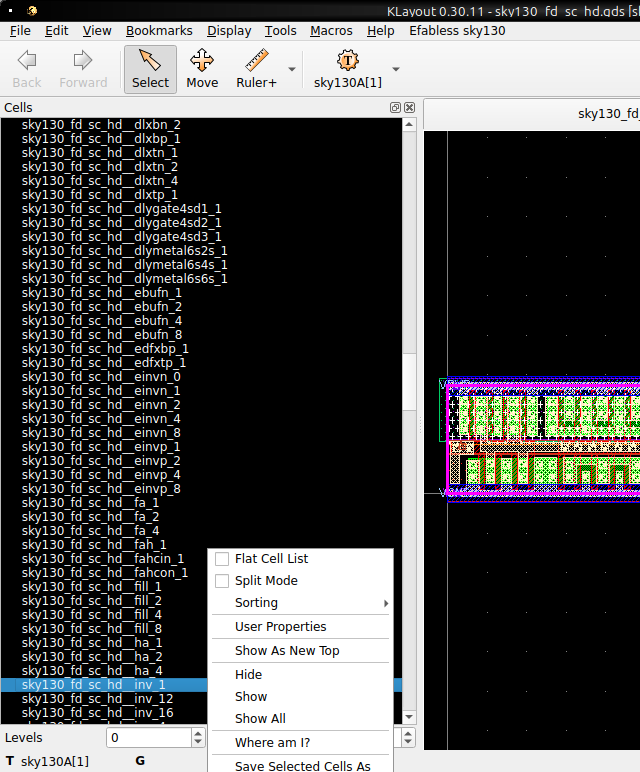 KLayout 0.30.11 - sky130_fd_sc_hd.gds [sk
File Edit View Bookmarks Display Tools Macros Help Efabless sky130
Back Forward Select Move Ruler+ sky130A[1]
Cells
sky130_fd_
sky130_fd_sc_hd__dlxbn_2
sky130_fd_sc_hd__dlxbp_1
sky130_fd_sc_hd__dlxtn_1
sky130_fd_sc_hd__dlxtn_2
sky130_fd_sc_hd__dlxtn_4
sky130_fd_sc_hd__dlxtp_1
sky130_fd_sc_hd__dlygate4sd1_1
sky130_fd_sc_hd__dlygate4sd2_1
sky130_fd_sc_hd__dlygate4sd3_1
sky130_fd_sc_hd__dlymetal6s2s_1
sky130_fd_sc_hd__dlymetal6s4s_1
sky130_fd_sc_hd__dlymetal6s6s_1
sky130_fd_sc_hd__ebufn_1
sky130_fd_sc_hd__ebufn_2
sky130_fd_sc_hd__ebufn_4
sky130_fd_sc_hd__ebufn_8
sky130_fd_sc_hd__edfxbp_1
sky130_fd_sc_hd__edfxtp_1
sky130_fd_sc_hd__einvn_0
sky130_fd_sc_hd__einvn_1
sky130_fd_sc_hd__einvn_2
sky130_fd_sc_hd__einvn_4
sky130_fd_sc_hd__einvn_8
sky130_fd_sc_hd__einvp_1
sky130_fd_sc_hd__einvp_2
sky130_fd_sc_hd__einvp_4
sky130_fd_sc_hd__einvp_8
sky130_fd_sc_hd__fa_1
sky130_fd_sc_hd__fa_2
sky130_fd_sc_hd__fa_4
sky130_fd_sc_hd__fah_1
sky130_fd_sc_hd__fahcin_1
sky130_fd_sc_hd__fahcon_1
sky130_fd_sc_hd__fill_1
sky130_fd_sc_hd__fill_2
sky130_fd_sc_hd__fill_4
sky130_fd_sc_hd__fill_8
sky130_fd_sc_hd__ha_1
sky130_fd_sc_hd__ha_2
sky130_fd_sc_hd__ha_4
sky130_fd_sc_hd__inv_1
sky130_fd_sc_hd__inv_12
sky130_fd_sc_hd__inv_16
Flat Cell List
Split Mode
Sorting
User Properties
Show As New Top
Hide
Show
Show All
Where am I?
Save Selected Cells As
Levels 0
T sky130A[1] G